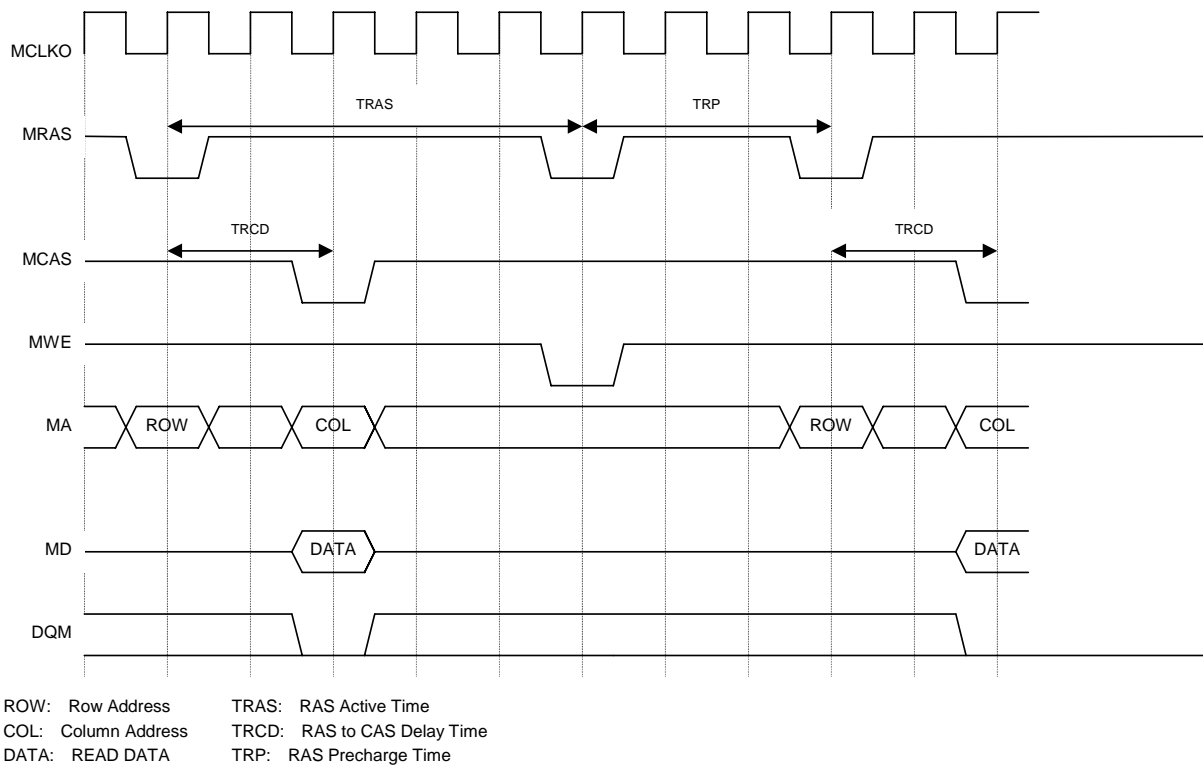 MCLKO
TRAS TRP
MRAS
TRCD TRCD
MCAS
MWE
MA ROW COL ROW COL
MD DATA DATA
DQM
ROW: Row Address TRAS: RAS Active Time
COL: Column Address TRCD: RAS to CAS Delay Time
DATA: READ DATA TRP: RAS Precharge Time